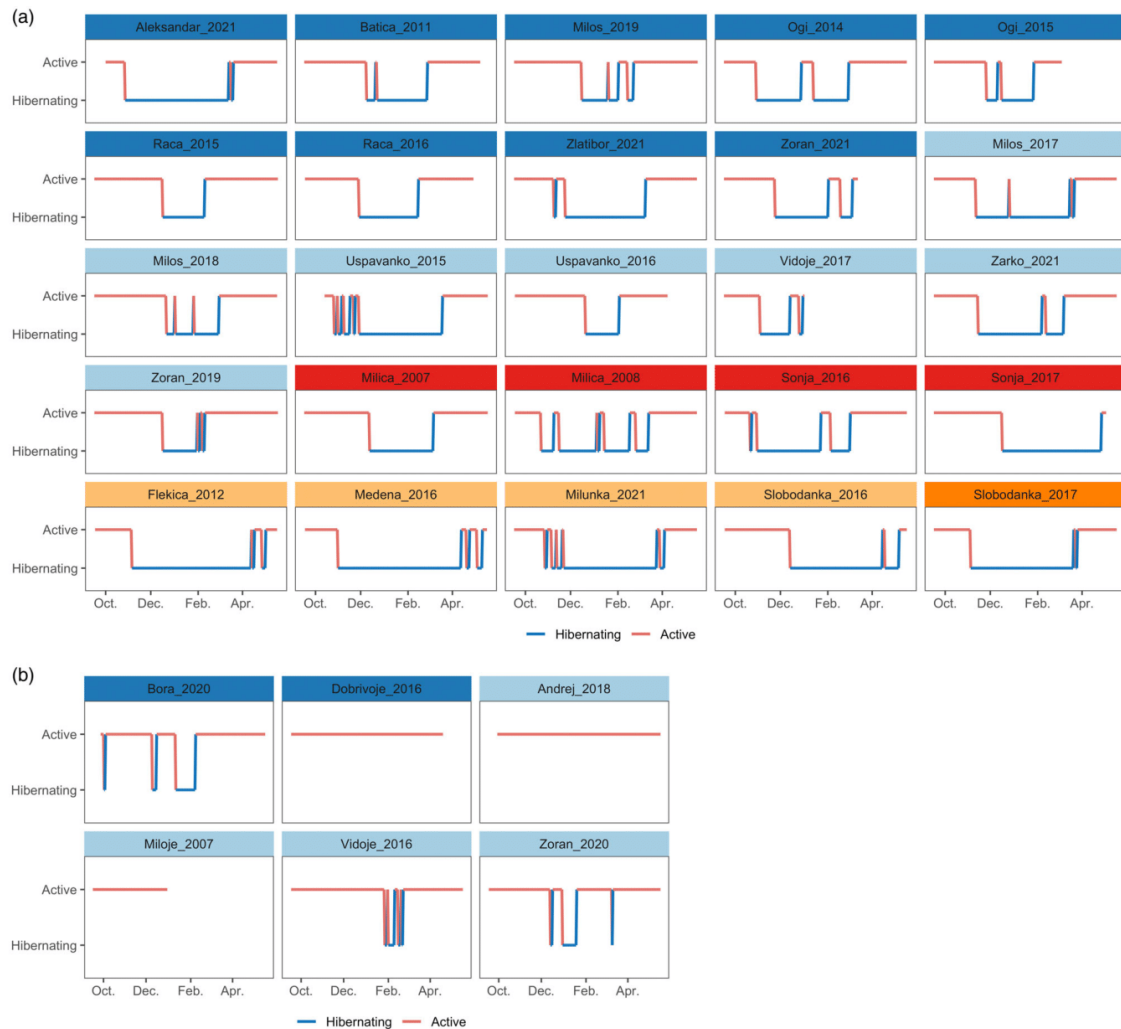 (a)
Aleksandar_2021 Batica_2011 Milos_2019 Ogi_2014 Ogi_2015
Active
Hibernating
Raca_2015 Raca_2016 Zlatibor_2021 Zoran_2021 Milos_2017
Active
Hibernating
Milos_2018 Uspavanko_2015 Uspavanko_2016 Vidoje_2017 Zarko_2021
Active
Hibernating
Zoran_2019 Milica_2007 Milica_2008 Sonja_2016 Sonja_2017
Active
Hibernating
Flekica_2012 Medena_2016 Milunka_2021 Slobodanka_2016 Slobodanka_2017
Active
Hibernating
Oct. Dec. Feb. Apr. Oct. Dec. Feb. Apr. Oct. Dec. Feb. Apr. Oct. Dec. Feb. Apr. Oct. Dec. Feb. Apr.
Hibernating Active
(b)
Bora_2020 Dobrivoje_2016 Andrej_2018
Active
Hibernating
Miloje_2007 Vidoje_2016 Zoran_2020
Active
Hibernating
Oct. Dec. Feb. Apr. Oct. Dec. Feb. Apr. Oct. Dec. Feb. Apr.
Hibernating Active